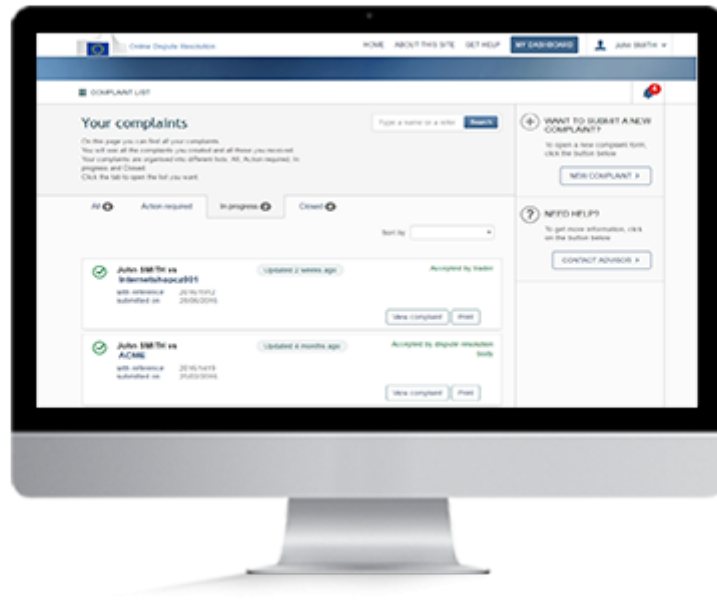 Online Dispute Resolution
HOME ABOUT THIS SITE GET HELP MY DASHBOARD John SMITH
COMPLAINT LIST
Your complaints
Type a name or a refer Search
On this page you can find all your complaints.
You will see all the complaints you created and all those you received.
Your complaints are organised into different lists: All, Action required, In
progress and Closed.
Click the tab to open the list you want.
All Action required In progress Closed
Sort by
John SMITH vs
Updated 2 weeks ago
Accepted by trader
with reference
submitted on
View complaint Print
John SMITH vs
ACME
Updated 4 months ago
Accepted by dispute resolution
body
with reference
submitted on
View complaint Print
WANT TO SUBMIT A NEW
COMPLAINT?
To open a new complaint form,
click the button below.
NEW COMPLAINT >
NEED HELP?
To get more information, click
on the button below.
CONTACT ADVISOR >